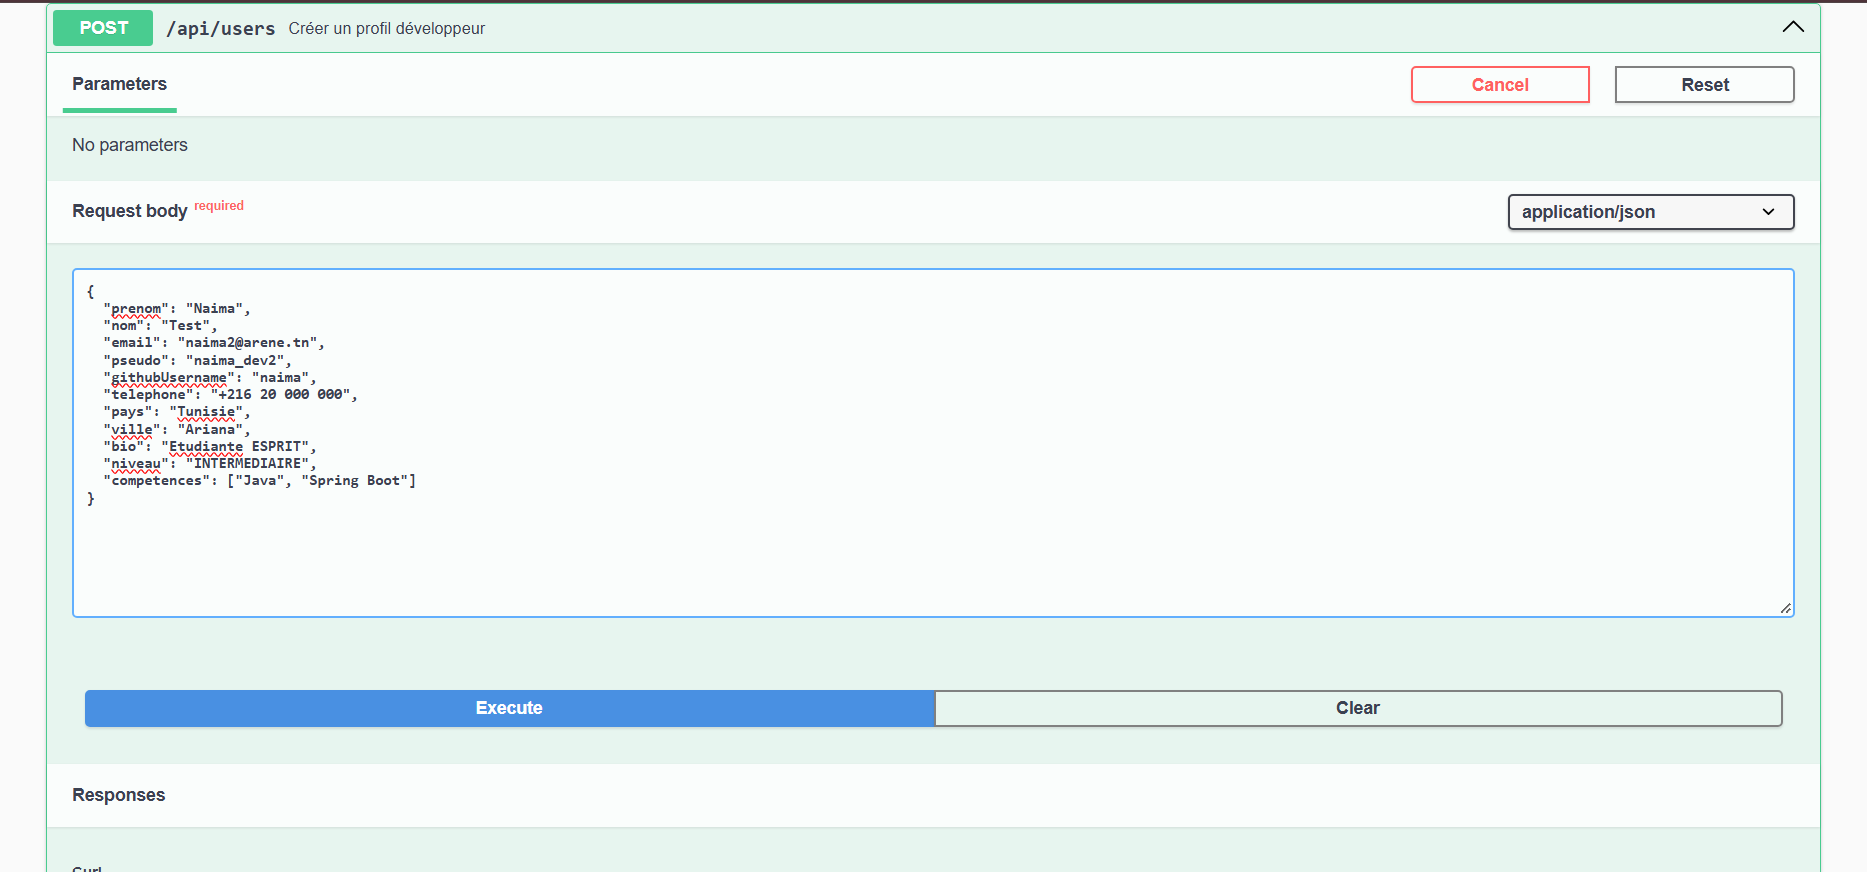 POST /api/users Créer un profil développeur
Parameters
Cancel
Reset
No parameters
Request body required
application/json
{
"prenom": "Naima",
"nom": "Test",
"email": "naima2@arene.tn",
"pseudo": "naima_dev2",
"githubUsername": "naima",
"telephone": "+216 20 000 000",
"pays": "Tunisie",
"ville": "Ariana",
"bio": "Etudiante ESPRIT",
"niveau": "INTERMEDIAIRE",
"competences": ["Java", "Spring Boot"]
}
Execute
Clear
Responses